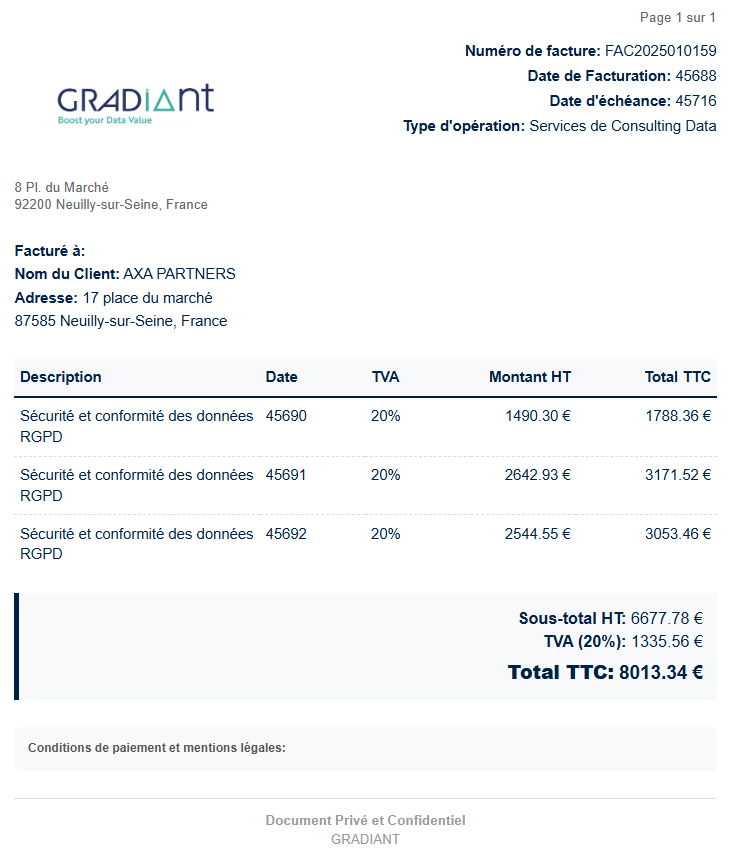 Page 1 sur 1
Numéro de facture: FAC2025010159
Date de Facturation: 45688
Date d'échéance: 45716
Type d'opération: Services de Consulting Data
GRADIANT
Boost your Data Value
8 Pl. du Marché
92200 Neuilly-sur-Seine, France
Facturé à:
Nom du Client: AXA PARTNERS
Adresse: 17 place du marché
87585 Neuilly-sur-Seine, France
Description Date TVA Montant HT Total TTC
Sécurité et conformité des données 45690 20% 1490.30 € 1788.36 €
RGPD
Sécurité et conformité des données 45691 20% 2642.93 € 3171.52 €
RGPD
Sécurité et conformité des données 45692 20% 2544.55 € 3053.46 €
RGPD
Sous-total HT: 6677.78 €
TVA (20%): 1335.56 €
Total TTC: 8013.34 €
Conditions de paiement et mentions légales:
Document Privé et Confidentiel
GRADIANT